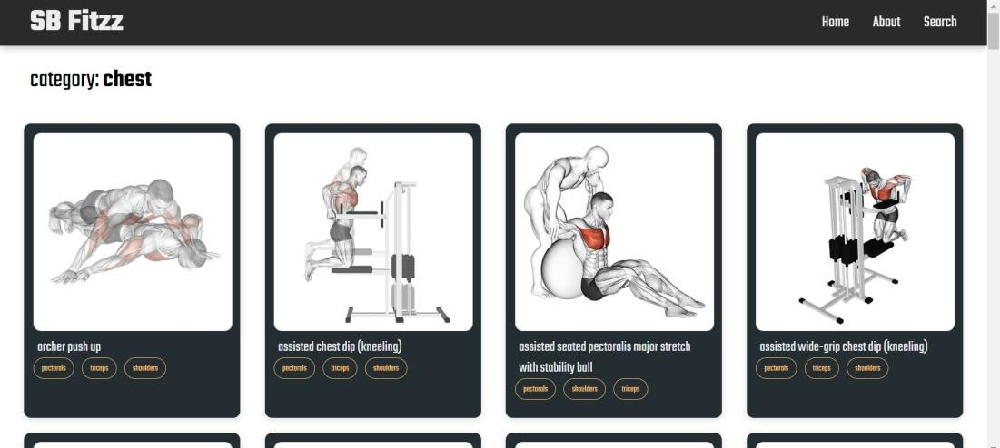 SB Fitzz
Home About Search
category: chest
archer push up
pectorals triceps shoulders
assisted chest dip (kneeling)
pectorals triceps shoulders
assisted seated pectoralis major stretch
with stability ball
pectorals shoulders triceps
assisted wide-grip chest dip (kneeling)
pectorals triceps shoulders